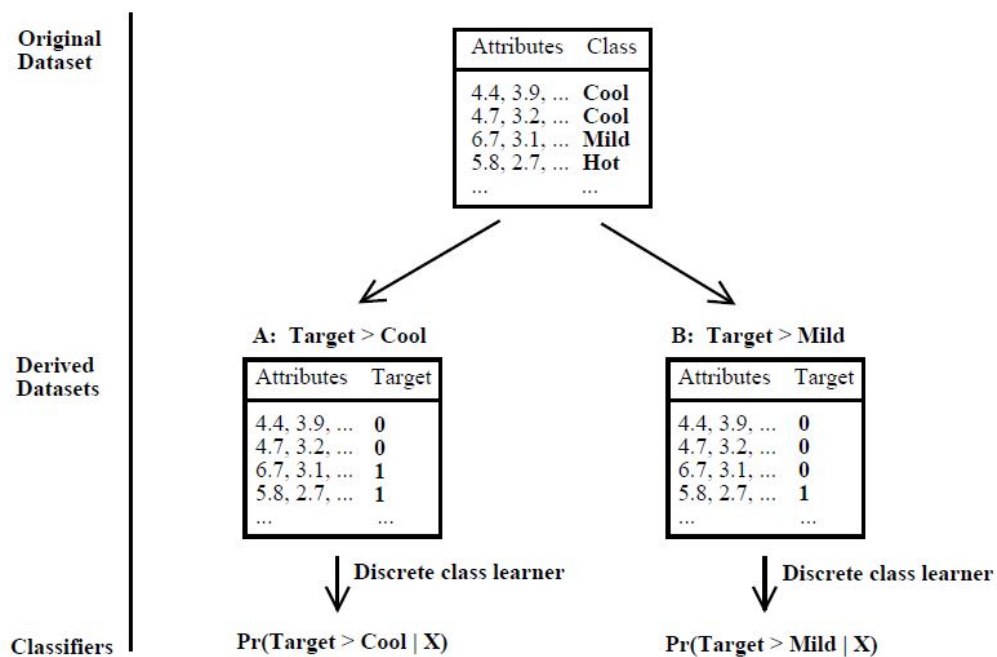 Original
Dataset
Attributes Class
4.4, 3.9, ... Cool
4.7, 3.2, ... Cool
6.7, 3.1, ... Mild
5.8, 2.7, ... Hot
... ...
Derived
Datasets
A: Target > Cool
Attributes Target
4.4, 3.9, ... 0
4.7, 3.2, ... 0
6.7, 3.1, ... 1
5.8, 2.7, ... 1
... ...
B: Target > Mild
Attributes Target
4.4, 3.9, ... 0
4.7, 3.2, ... 0
6.7, 3.1, ... 0
5.8, 2.7, ... 1
... ...
Discrete class learner
Discrete class learner
Classifiers
Pr(Target > Cool | X)
Pr(Target > Mild | X)